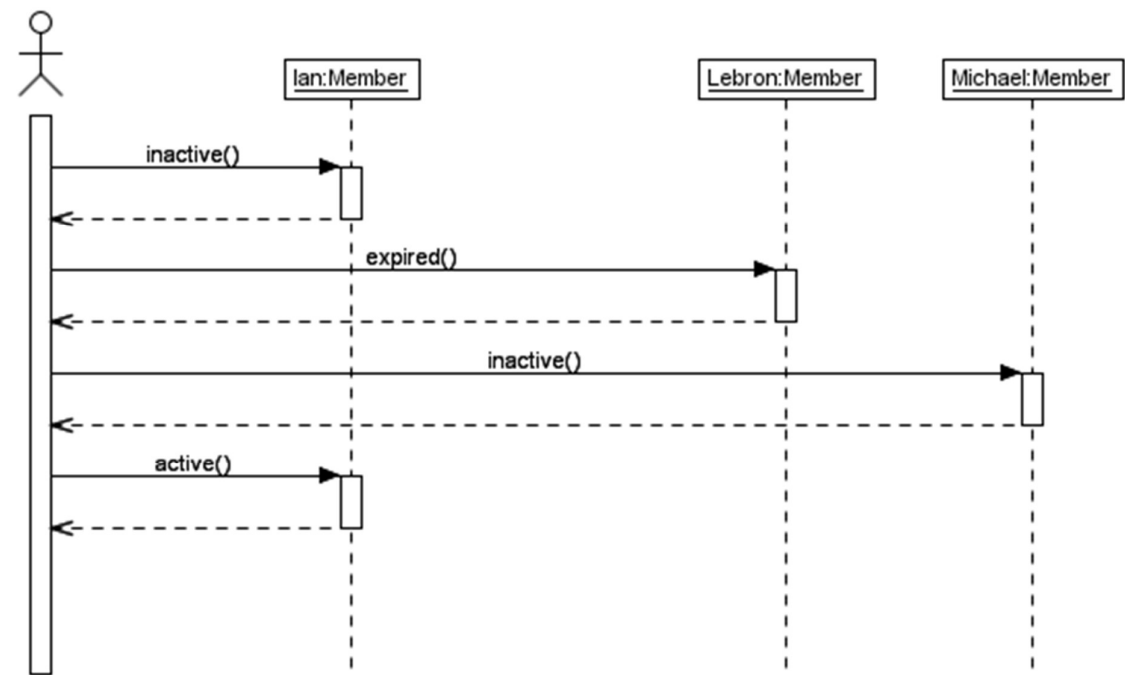 Ian:Member
Lebron:Member
Michael:Member
inactive()
expired()
inactive()
active()